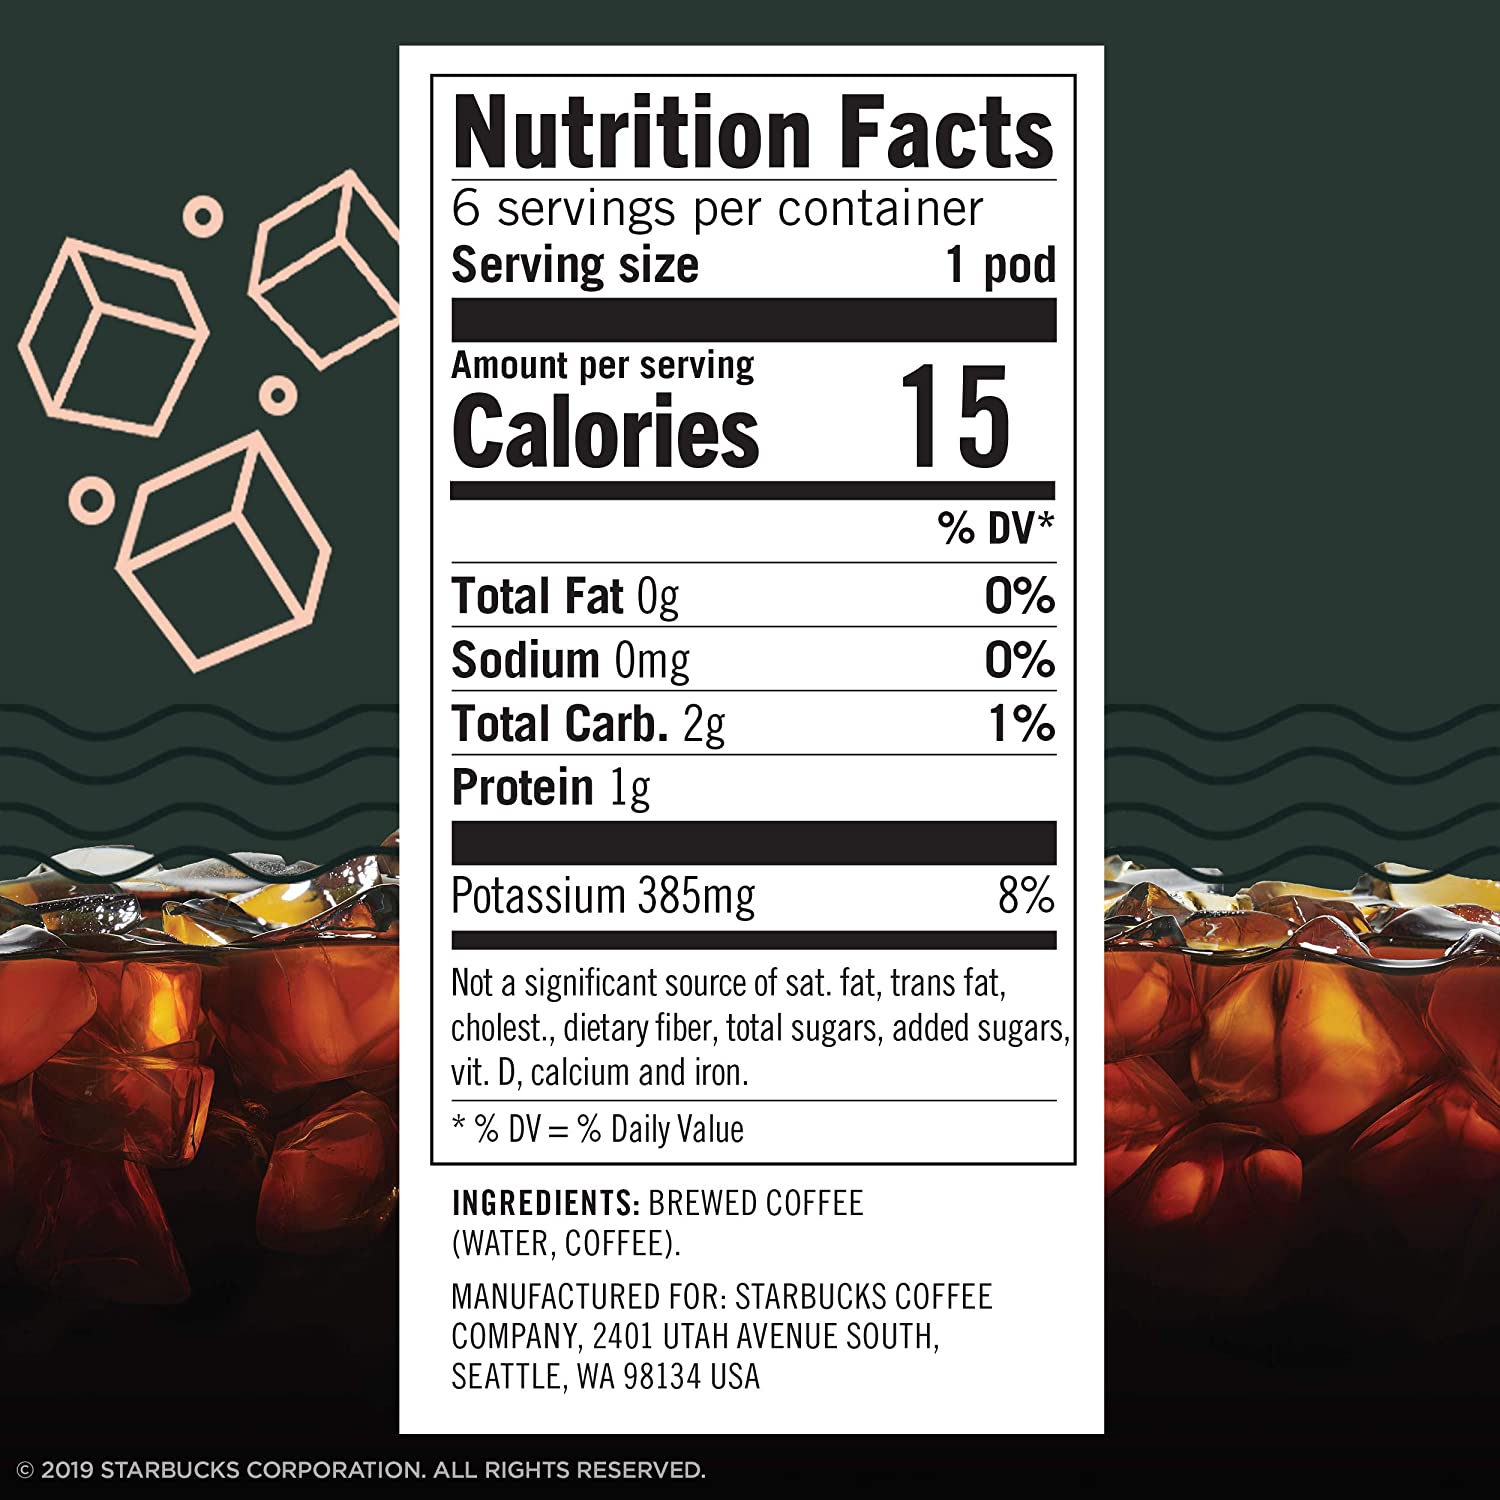 Nutrition Facts
6 servings per container
Serving size 1 pod
Amount per serving
Calories 15
% DV*
Total Fat 0g 0%
Sodium 0mg 0%
Total Carb. 2g 1%
Protein 1g
Potassium 385mg 8%
Not a significant source of sat. fat, trans fat,
cholest., dietary fiber, total sugars, added sugars,
vit. D, calcium and iron.
* % DV = % Daily Value
INGREDIENTS: BREWED COFFEE
(WATER, COFFEE).
MANUFACTURED FOR: STARBUCKS COFFEE
COMPANY, 2401 UTAH AVENUE SOUTH,
SEATTLE, WA 98134 USA
© 2019 STARBUCKS CORPORATION. ALL RIGHTS RESERVED.